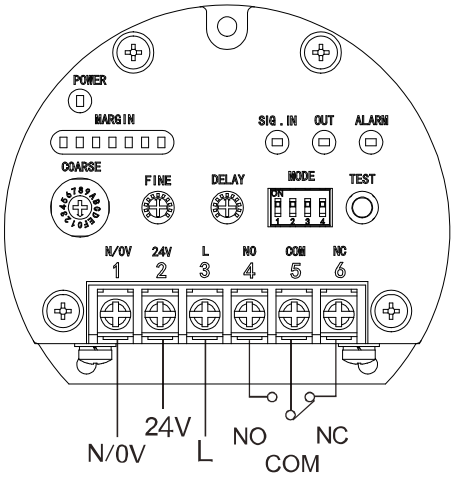 POWER
MARGIN
SIG.IN OUT ALARM
COARSE FINE DELAY MODE TEST
0123456789ABCDEF
ON
1 2 3 4
N/0V 24V L NO COM NC
1 2 3 4 5 6
N/0V 24V L NO COM NC